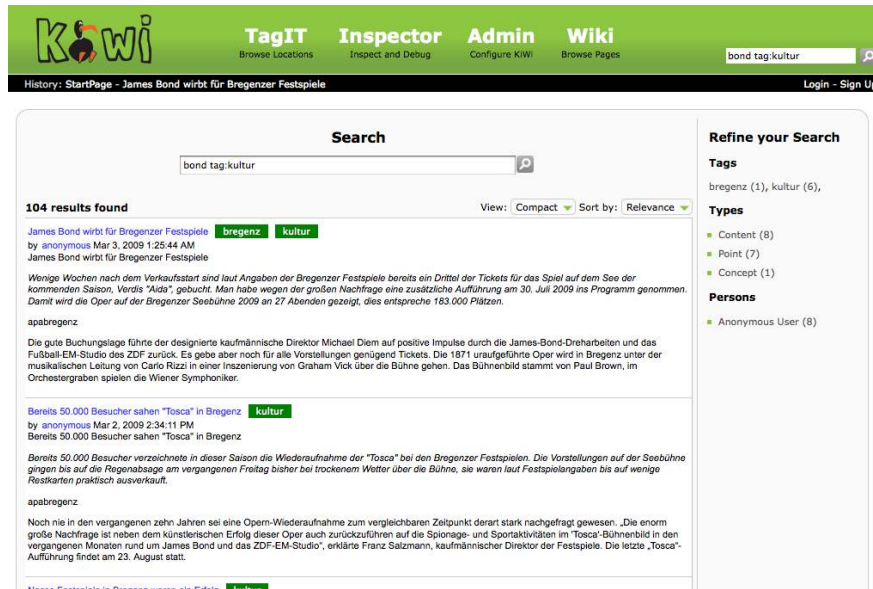 KiWi
TagIT Inspector Admin Wiki
Browse Locations Inspect and Debug Configure KiWi Browse Pages
bond tag:kultur
History: StartPage - James Bond wirbt für Bregenzer Festspiele
Login - Sign Up
Search
bond tag:kultur
104 results found
View: Compact Sort by: Relevance
James Bond wirbt für Bregenzer Festspiele bregenz kultur
by anonymous Mar 3, 2009 1:25:44 AM
James Bond wirbt für Bregenzer Festspiele
Wenige Wochen nach dem Verkaufsstart sind laut Angaben der Bregenzer Festspiele bereits ein Drittel der Tickets für das Spiel auf dem See der
kommenden Saison, Verdis "Aida", gebucht. Man habe wegen der großen Nachfrage eine zusätzliche Aufführung am 30. Juli 2009 ins Programm genommen.
Damit wird die Oper auf der Bregenzer Seebühne 2009 an 27 Abenden gezeigt, dies entspreche 183.000 Plätzen.
apabregenz
Die gute Buchungslage führte der designierte kaufmännische Direktor Michael Diem auf positive Impulse durch die James-Bond-Dreharbeiten und das
Fußball-EM-Studio des ZDF zurück. Es gebe aber noch für alle Vorstellungen genügend Tickets. Die 1871 uraufgeführte Oper wird in Bregenz unter der
musikalischen Leitung von Carlo Rizzi in einer Inszenierung von Graham Vick über die Bühne gehen. Das Bühnenbild stammt von Paul Brown, im
Orchestergraben spielen die Wiener Symphoniker.
Bereits 50.000 Besucher sahen "Tosca" in Bregenz kultur
by anonymous Mar 2, 2009 2:34:11 PM
Bereits 50.000 Besucher sahen "Tosca" in Bregenz
Bereits 50.000 Besucher verzeichnete in dieser Saison die Wiederaufnahme der "Tosca" bei den Bregenzer Festspielen. Die Vorstellungen auf der Seebühne
gingen bis auf die Regenabsage am vergangenen Freitag bisher bei trockenem Wetter über die Bühne, sie waren laut Festspielangaben bis auf wenige
Restkarten praktisch ausverkauft.
apabregenz
Noch nie in den vergangenen zehn Jahren sei eine Opern-Wiederaufnahme zum vergleichbaren Zeitpunkt derart stark nachgefragt gewesen. „Die enorm
große Nachfrage ist neben dem künstlerischen Erfolg dieser Oper auch zurückzuführen auf die Spionage- und Sportaktivitäten im 'Tosca'-Bühnenbild in den
vergangenen Monaten rund um James Bond und das ZDF-EM-Studio", erklärte Franz Salzmann, kaufmännischer Direktor der Festspiele. Die letzte „Tosca"-
Aufführung findet am 23. August statt.
Refine your Search
Tags
bregenz (1), kultur (6),
Types
Content (8)
Point (7)
Concept (1)
Persons
Anonymous User (8)